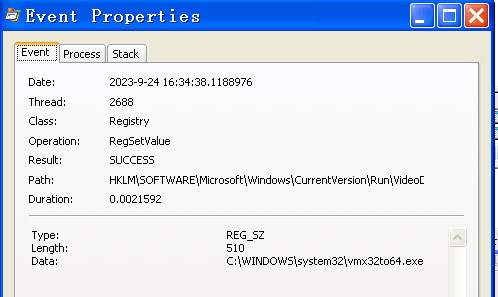 Event Properties
Event Process Stack
Date: 2023-9-24 16:34:38.1188976
Thread: 2688
Class: Registry
Operation: RegSetValue
Result: SUCCESS
Path: HKLM\SOFTWARE\Microsoft\Windows\CurrentVersion\Run\VideoD
Duration: 0.0021592
Type: REG_SZ
Length: 510
Data: C:\WINDOWS\system32\vmx32to64.exe